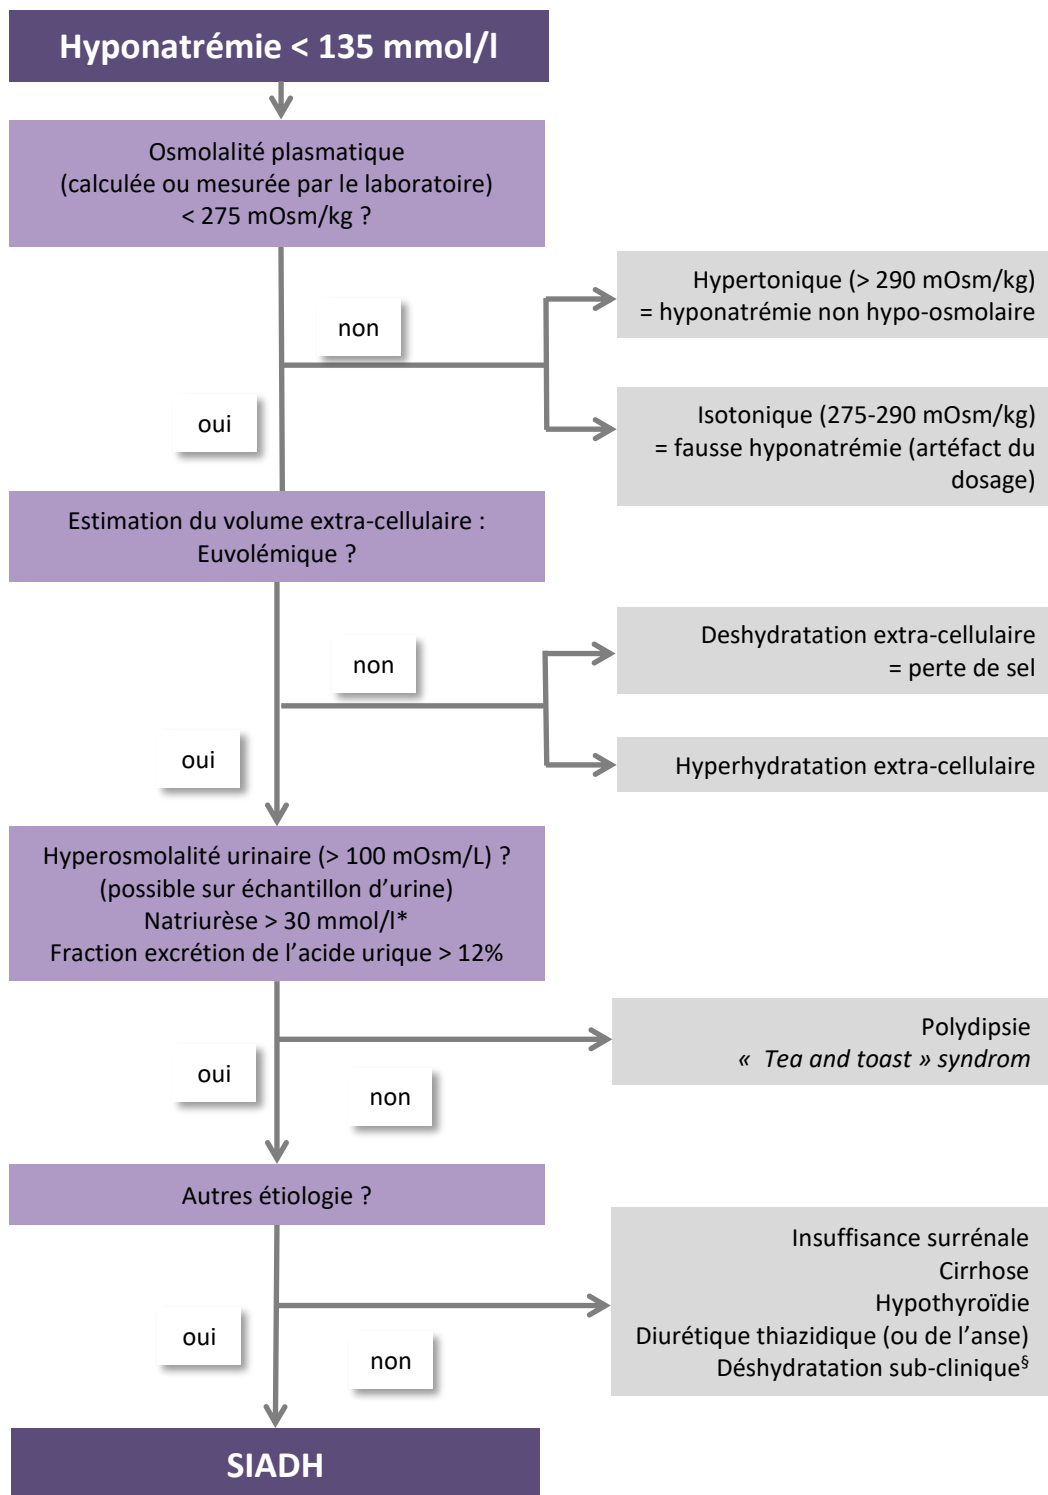 Hyponatrémie < 135 mmol/l
Osmolalité plasmatique
(calculée ou mesurée par le laboratoire)
< 275 mOsm/kg ?
non
Hypertonique (> 290 mOsm/kg)
= hyponatrémie non hypo-osmolaire
oui
Isotonique (275-290 mOsm/kg)
= fausse hyponatrémie (artéfact du
dosage)
Estimation du volume extra-cellulaire :
Euvolémique ?
non
Deshydratation extra-cellulaire
= perte de sel
oui
Hyperhydratation extra-cellulaire
Hyperosmolalité urinaire (> 100 mOsm/L) ?
(possible sur échantillon d'urine)
Natriurèse > 30 mmol/l*
Fraction excrétion de l'acide urique > 12%
Polydipsie
« Tea and toast » syndrom
oui
non
Autres étiologie ?
Insuffisance surrénale
Cirrhose
Hypothyroïdie
Diurétique thiazidique (ou de l'anse)
Déshydratation sub-clinique§
oui
non
SIADH